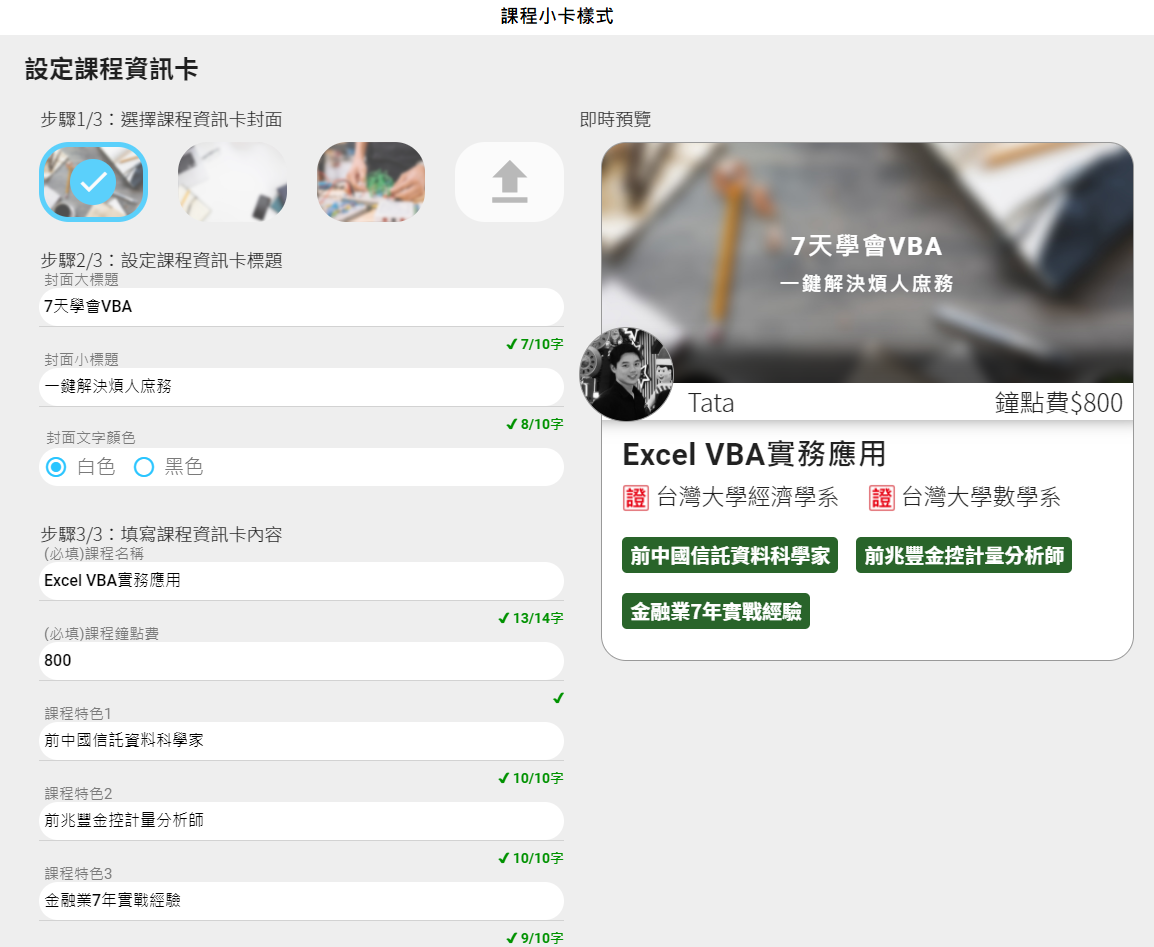 課程小卡樣式
設定課程資訊卡
步驟1/3：選擇課程資訊卡封面
步驟2/3：設定課程資訊卡標題
封面大標題
7天學會VBA
✔ 7/10字
封面小標題
一鍵解決煩人庶務
✔ 8/10字
封面文字顏色
白色 黑色
步驟3/3：填寫課程資訊卡內容
(必填)課程名稱
Excel VBA實務應用
✔ 13/14字
(必填)課程鐘點費
800
✔
課程特色1
前中國信託資料科學家
✔ 10/10字
課程特色2
前兆豐金控計量分析師
✔ 10/10字
課程特色3
金融業7年實戰經驗
✔ 9/10字
即時預覽
7天學會VBA
一鍵解決煩人庶務
Tata 鐘點費$800
Excel VBA實務應用
證 台灣大學經濟學系 證 台灣大學數學系
前中國信託資料科學家 前兆豐金控計量分析師
金融業7年實戰經驗